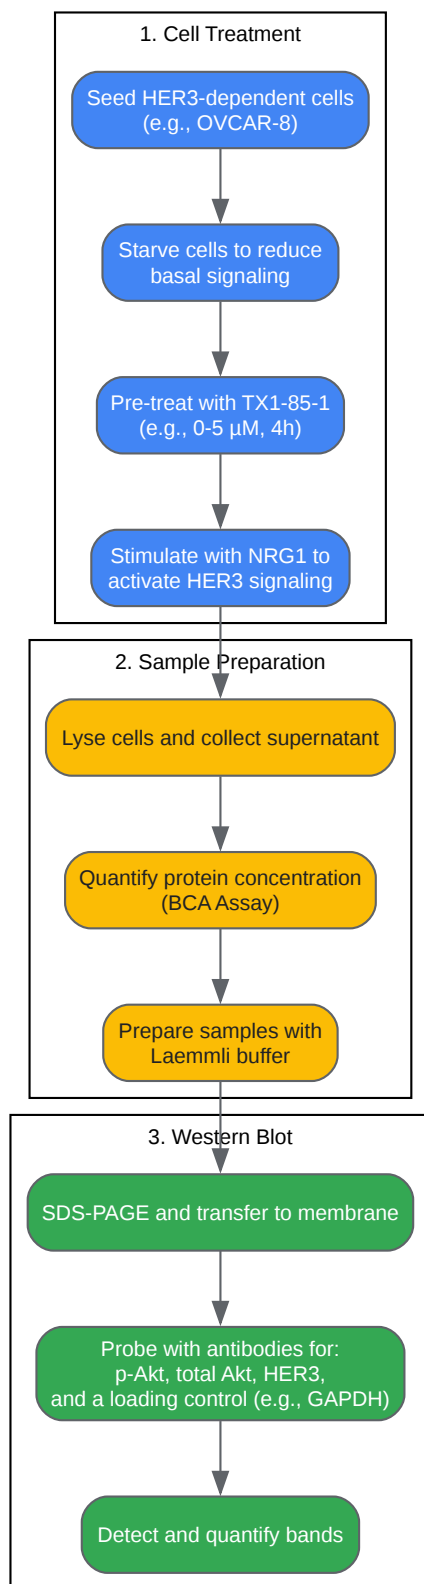 1. Cell Treatment
Seed HER3-dependent cells
(e.g., OVCAR-8)
Starve cells to reduce
basal signaling
Pre-treat with TX1-85-1
(e.g., 0-5 µM, 4h)
Stimulate with NRG1 to
activate HER3 signaling
2. Sample Preparation
Lyse cells and collect supernatant
Quantify protein concentration
(BCA Assay)
Prepare samples with
Laemmli buffer
3. Western Blot
SDS-PAGE and transfer to membrane
Probe with antibodies for:
p-Akt, total Akt, HER3,
and a loading control (e.g., GAPDH)
Detect and quantify bands